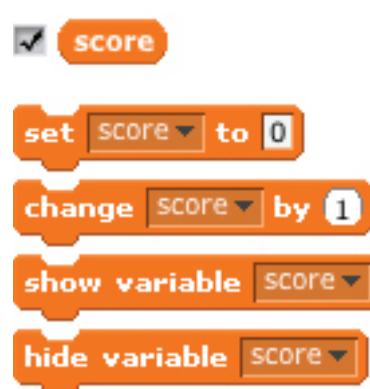 score
set score to 0
change score by 1
show variable score
hide variable score